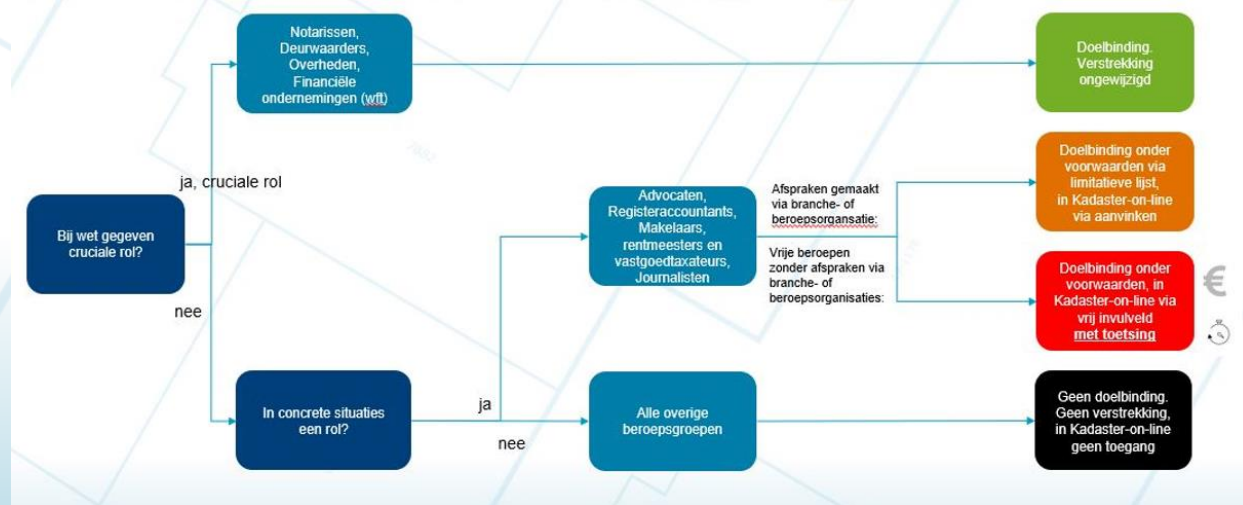 Notarissen,
Deurwaarders,
Overheden,
Financiële
ondernemingen (wft)
Doelbinding.
Verstrekking
ongewijzigd
ja, cruciale rol
Bij wet gegeven
cruciale rol?
nee
Advocaten,
Registeraccountants,
Makelaars,
rentmeesters en
vastgoedtaxateurs,
Journalisten
Afspraken gemaakt
via branche- of
beroepsorgansatie:
Vrije beroepen
zonder afspraken via
branche- of
beroepsorganisaties:
Doelbinding onder
voorwaarden via
limitatieve lijst,
in Kadaster-on-line
via aanvinken
Doelbinding onder
voorwaarden, in
Kadaster-on-line via
vrij invulveld
met toetsing
€
In concrete situaties
een rol?
ja
nee
Alle overige
beroepsgroepen
Geen doelbinding.
Geen verstrekking,
in Kadaster-on-line
geen toegang